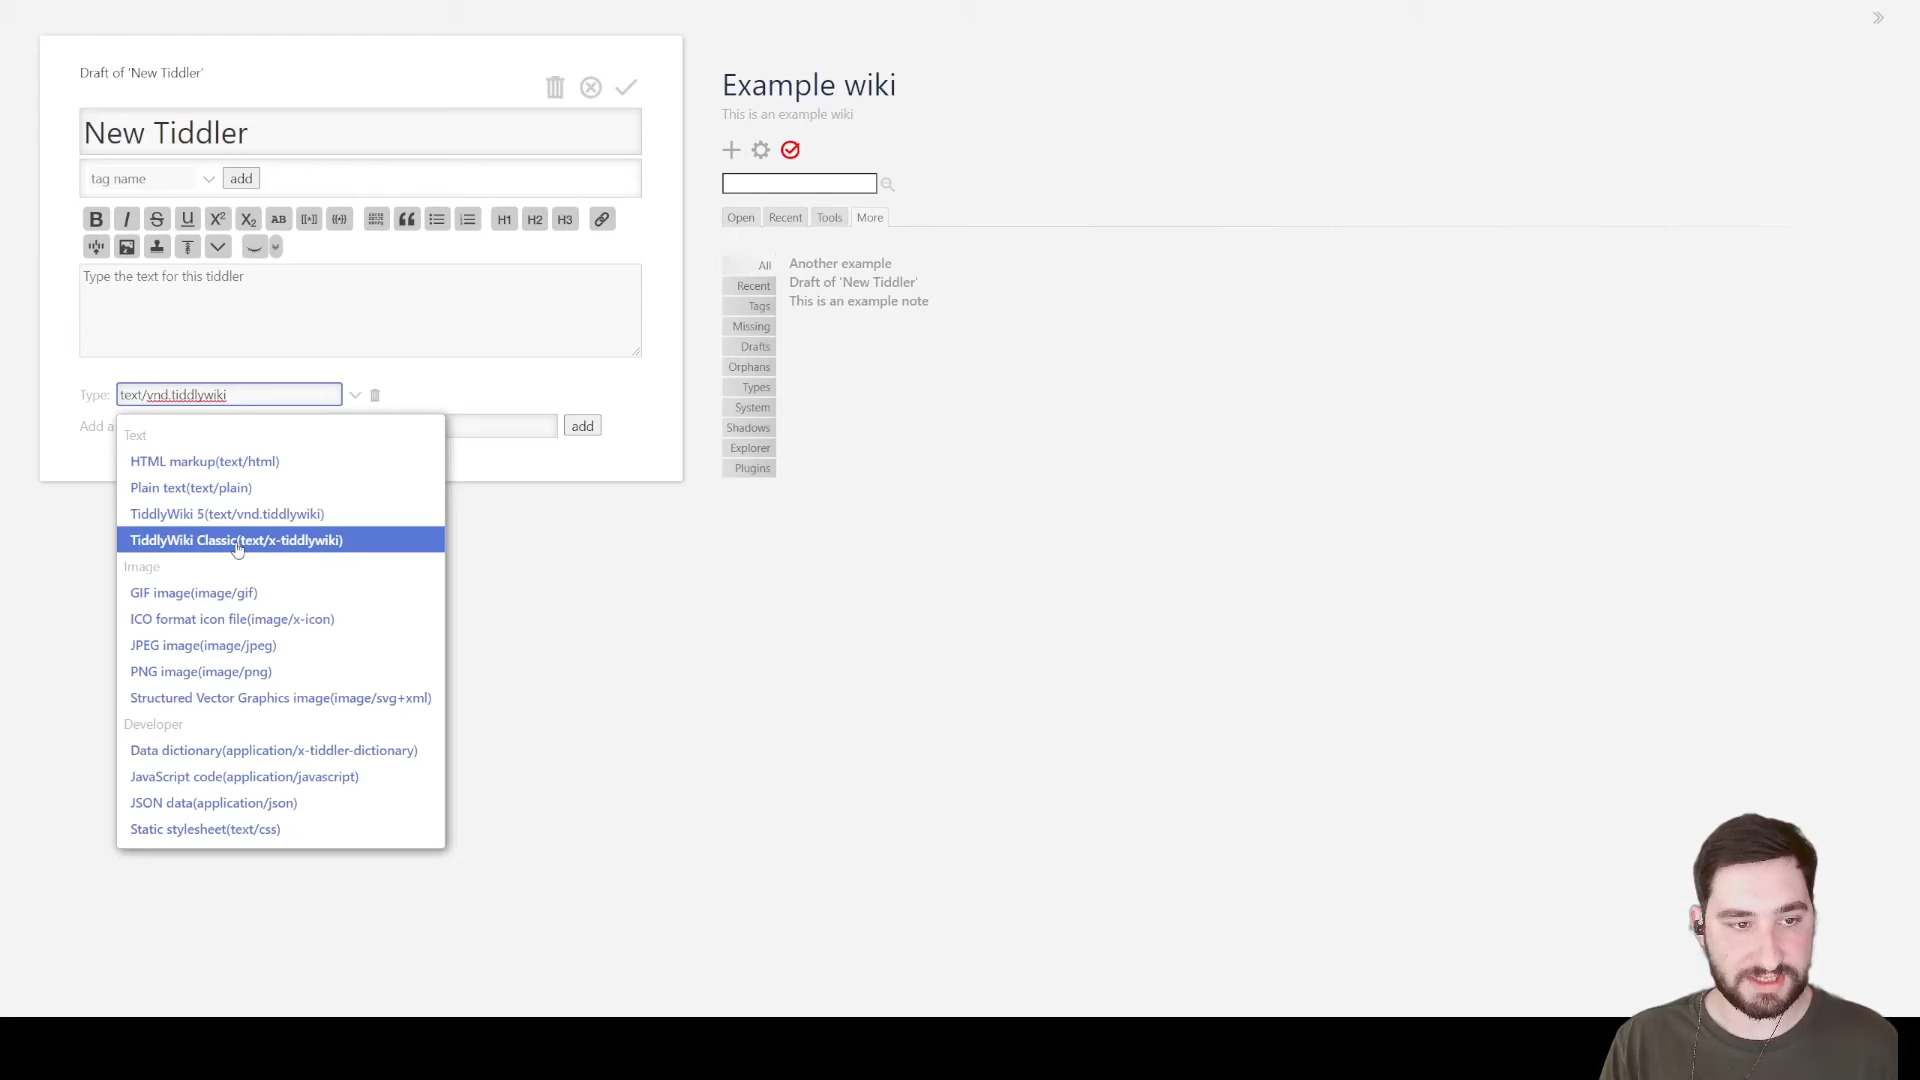 Draft of 'New Tiddler'
New Tiddler
tag name add
B I S U X² X₂ AB H1 H2 H3
Type the text for this tiddler
Type: text/vnd.tiddlywiki
Add a add
Text
HTML markup(text/html)
Plain text(text/plain)
TiddlyWiki 5(text/vnd.tiddlywiki)
TiddlyWiki Classic(text/x-tiddlywiki)
Image
GIF image(image/gif)
ICO format icon file(image/x-icon)
JPEG image(image/jpeg)
PNG image(image/png)
Structured Vector Graphics image(image/svg+xml)
Developer
Data dictionary(application/x-tiddler-dictionary)
JavaScript code(application/javascript)
JSON data(application/json)
Static stylesheet(text/css)
Example wiki
This is an example wiki
Open Recent Tools More
All
Recent
Tags
Missing
Drafts
Orphans
Types
System
Shadows
Explorer
Plugins
Another example
Draft of 'New Tiddler'
This is an example note